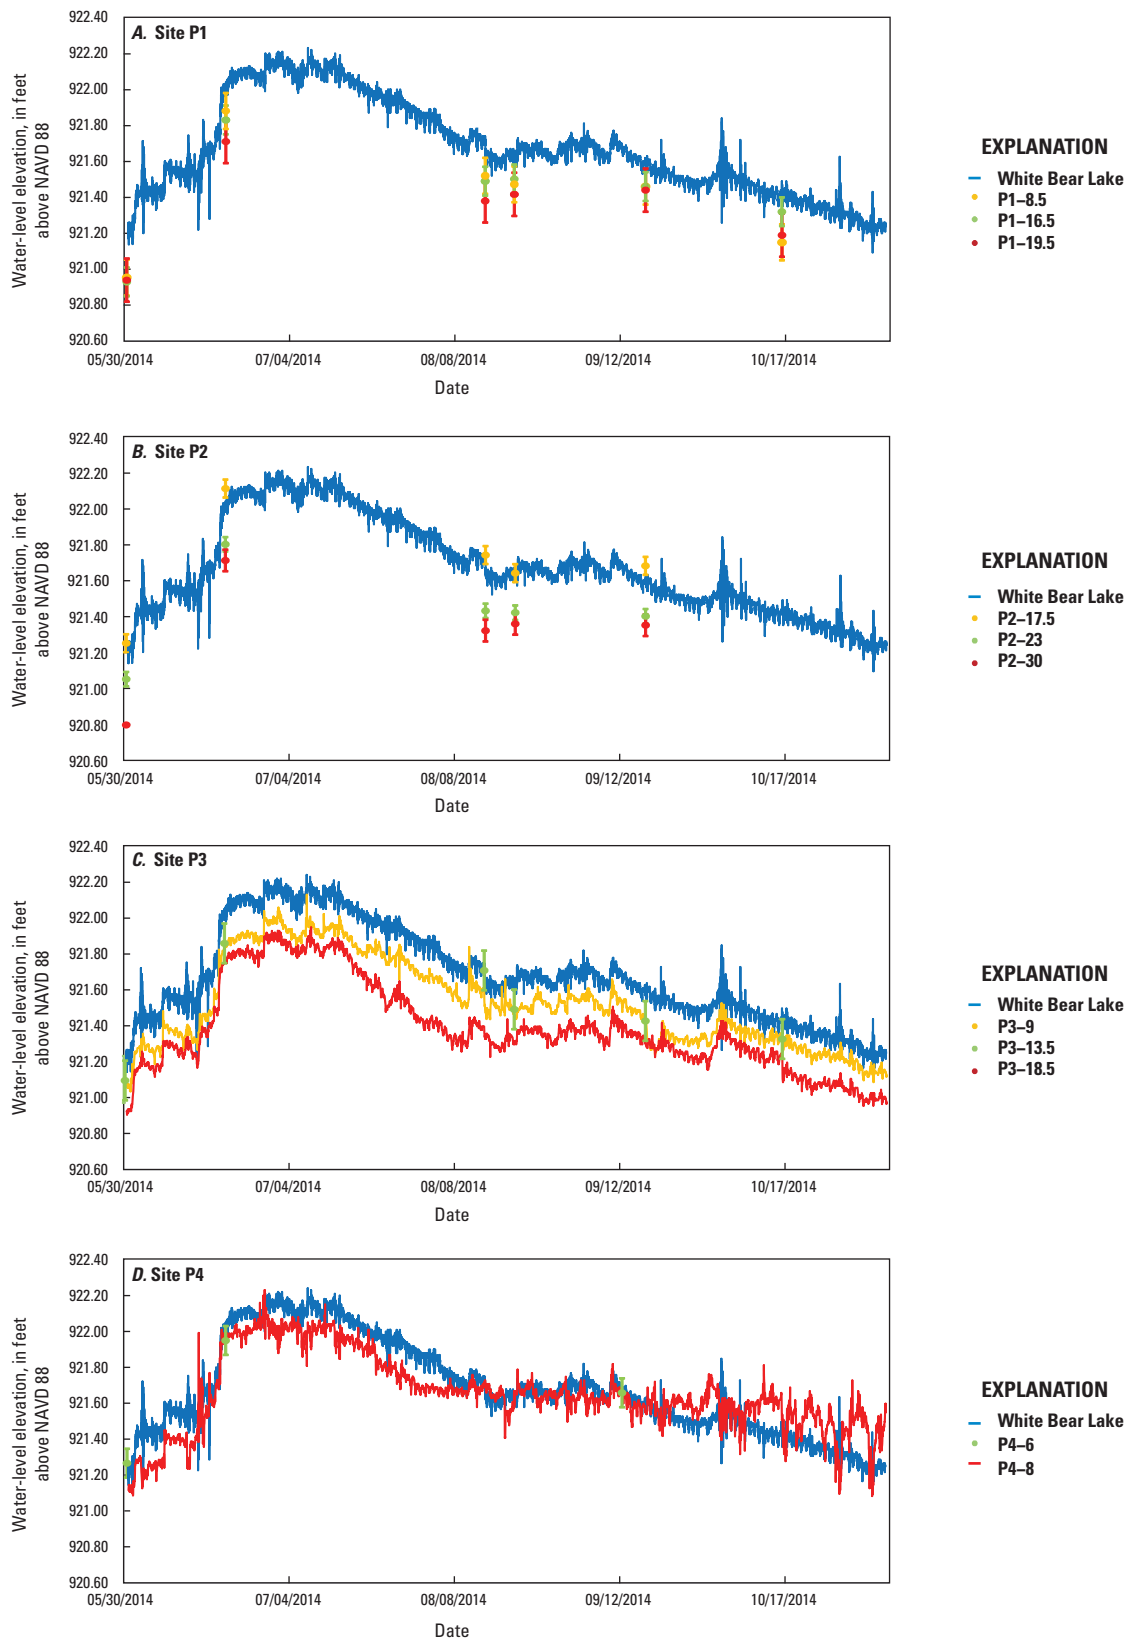 A. Site P1
Water-level elevation, in feet
above NAVD 88
922.40
922.20
922.00
921.80
921.60
921.40
921.20
921.00
920.80
920.60
05/30/2014 07/04/2014 08/08/2014 09/12/2014 10/17/2014
Date
EXPLANATION
White Bear Lake
P1–8.5
P1–16.5
P1–19.5
B. Site P2
Water-level elevation, in feet
above NAVD 88
922.40
922.20
922.00
921.80
921.60
921.40
921.20
921.00
920.80
920.60
05/30/2014 07/04/2014 08/08/2014 09/12/2014 10/17/2014
Date
EXPLANATION
White Bear Lake
P2–17.5
P2–23
P2–30
C. Site P3
Water-level elevation, in feet
above NAVD 88
922.40
922.20
922.00
921.80
921.60
921.40
921.20
921.00
920.80
920.60
05/30/2014 07/04/2014 08/08/2014 09/12/2014 10/17/2014
Date
EXPLANATION
White Bear Lake
P3–9
P3–13.5
P3–18.5
D. Site P4
Water-level elevation, in feet
above NAVD 88
922.40
922.20
922.00
921.80
921.60
921.40
921.20
921.00
920.80
920.60
05/30/2014 07/04/2014 08/08/2014 09/12/2014 10/17/2014
Date
EXPLANATION
White Bear Lake
P4–6
P4–8